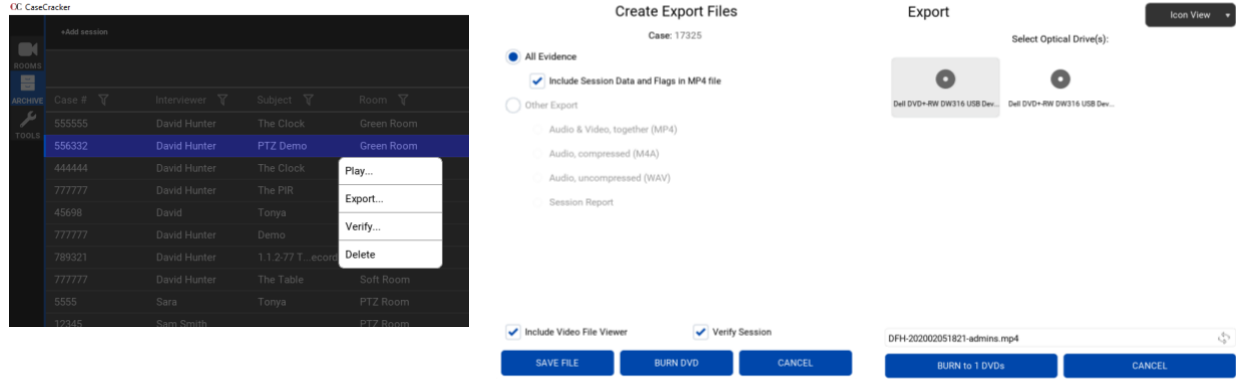 CC CaseCracker
+Add session
ROOMS
ARCHIVE
TOOLS
Case # Interviewer Subject Room
555555 David Hunter The Clock Green Room
556332 David Hunter PTZ Demo Green Room
444444 David Hunter The Clock
777777 David Hunter The PIR
45698 David Tonya
777777 David Hunter Demo
789321 David Hunter 1.1.2-77 T...ecord
777777 David Hunter The Table Soft Room
5555 Sara Tonya PTZ Room
12345 Sam Smith PTZ Room
Play...
Export...
Verify...
Delete
Create Export Files
Case: 17325
All Evidence
Include Session Data and Flags in MP4 file
Other Export
Audio & Video, together (MP4)
Audio, compressed (M4A)
Audio, uncompressed (WAV)
Session Report
Include Video File Viewer Verify Session
SAVE FILE BURN DVD CANCEL
Export
Icon View
Select Optical Drive(s):
Dell DVD+-RW DW316 USB Dev... Dell DVD+-RW DW316 USB Dev...
DFH-202002051821-admins.mp4
BURN to 1 DVDs CANCEL